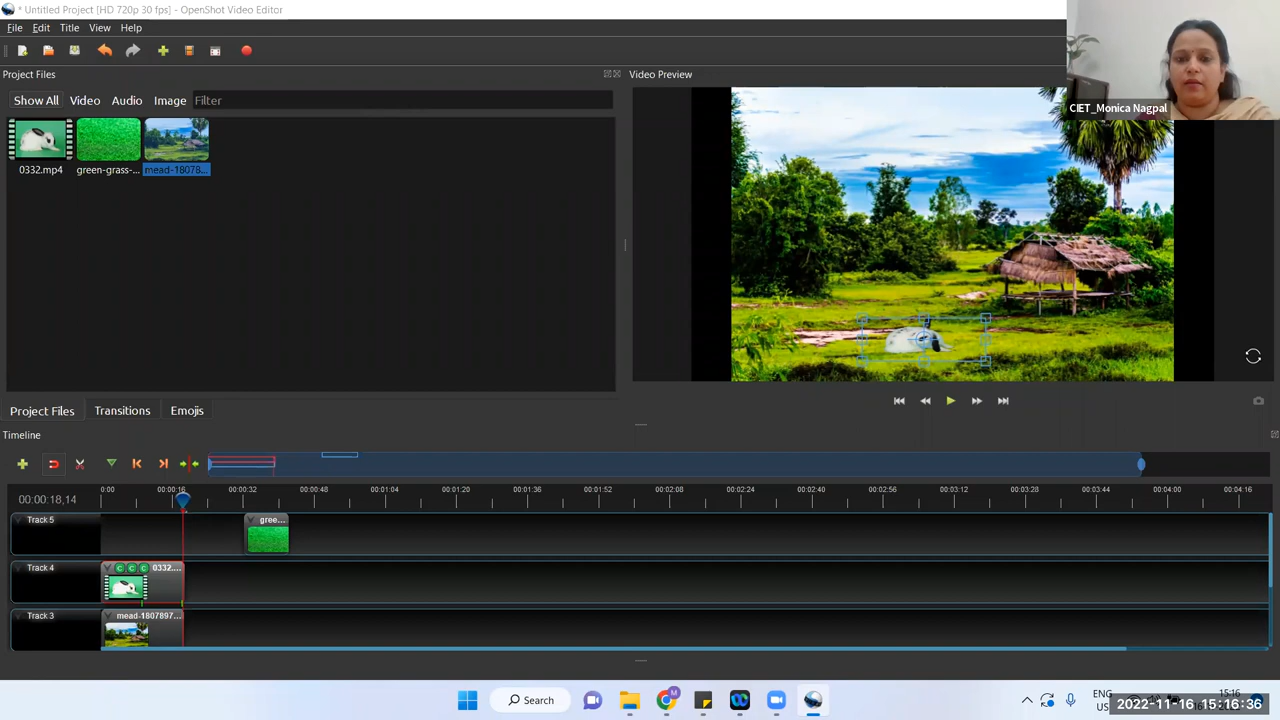 * Untitled Project [HD 720p 30 fps] - OpenShot Video Editor
File Edit Title View Help
Project Files
Video Preview
Show All Video Audio Image Filter
CIET_Monica Nagpal
0332.mp4 green-grass-... mead-18078...
Project Files Transitions Emojis
Timeline
00:00:18,14
0:00 00:00:16 00:00:32 00:00:48 00:01:04 00:01:20 00:01:36 00:01:52 00:02:08 00:02:24 00:02:40 00:02:56 00:03:12 00:03:28 00:03:44 00:04:00 00:04:16
Track 5 gree...
Track 4 C C C 0332....
Track 3 mead-1807897...
Search
M
ENG
US
15:16
2022-11-16 15:16:36